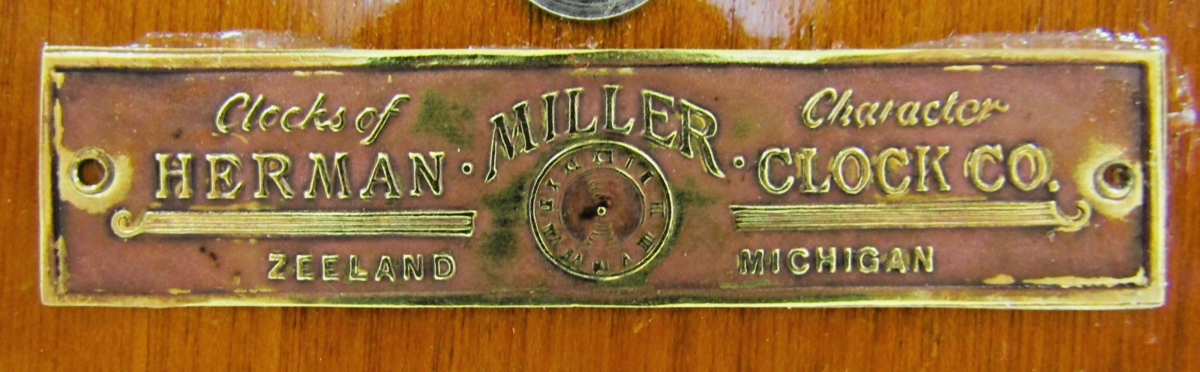 Clocks of Character
HERMAN · MILLER · CLOCK CO.
ZEELAND MICHIGAN